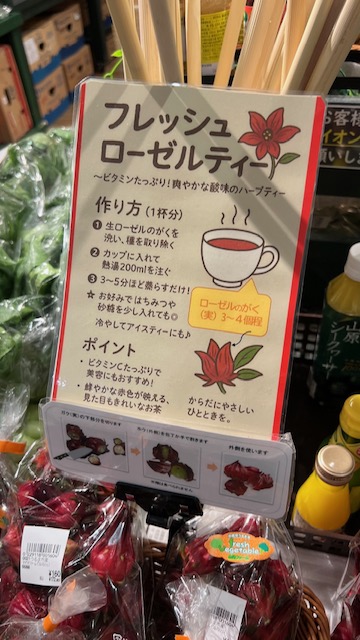 フレッシュ
ローゼルティー
～ビタミンたっぷり!爽やかな酸味のハーブティー
作り方(1杯分)
① 生ローゼルのがくを
洗い、種を取り除く
② カップに入れて
熱湯200mlを注ぐ
③ 3～5分ほど蒸らすだけ!
☆ お好みではちみつや
砂糖を少し入れても◎
冷やしてアイスティーにも♪
ローゼルのがく
(実) 3～4個程
ポイント
・ビタミンCたっぷりで
美容にもおすすめ!
・鮮やかな赤色が映える、
見た目もきれいなお茶
からだにやさしい
ひとときを。
外側を使います
お客様
イオン